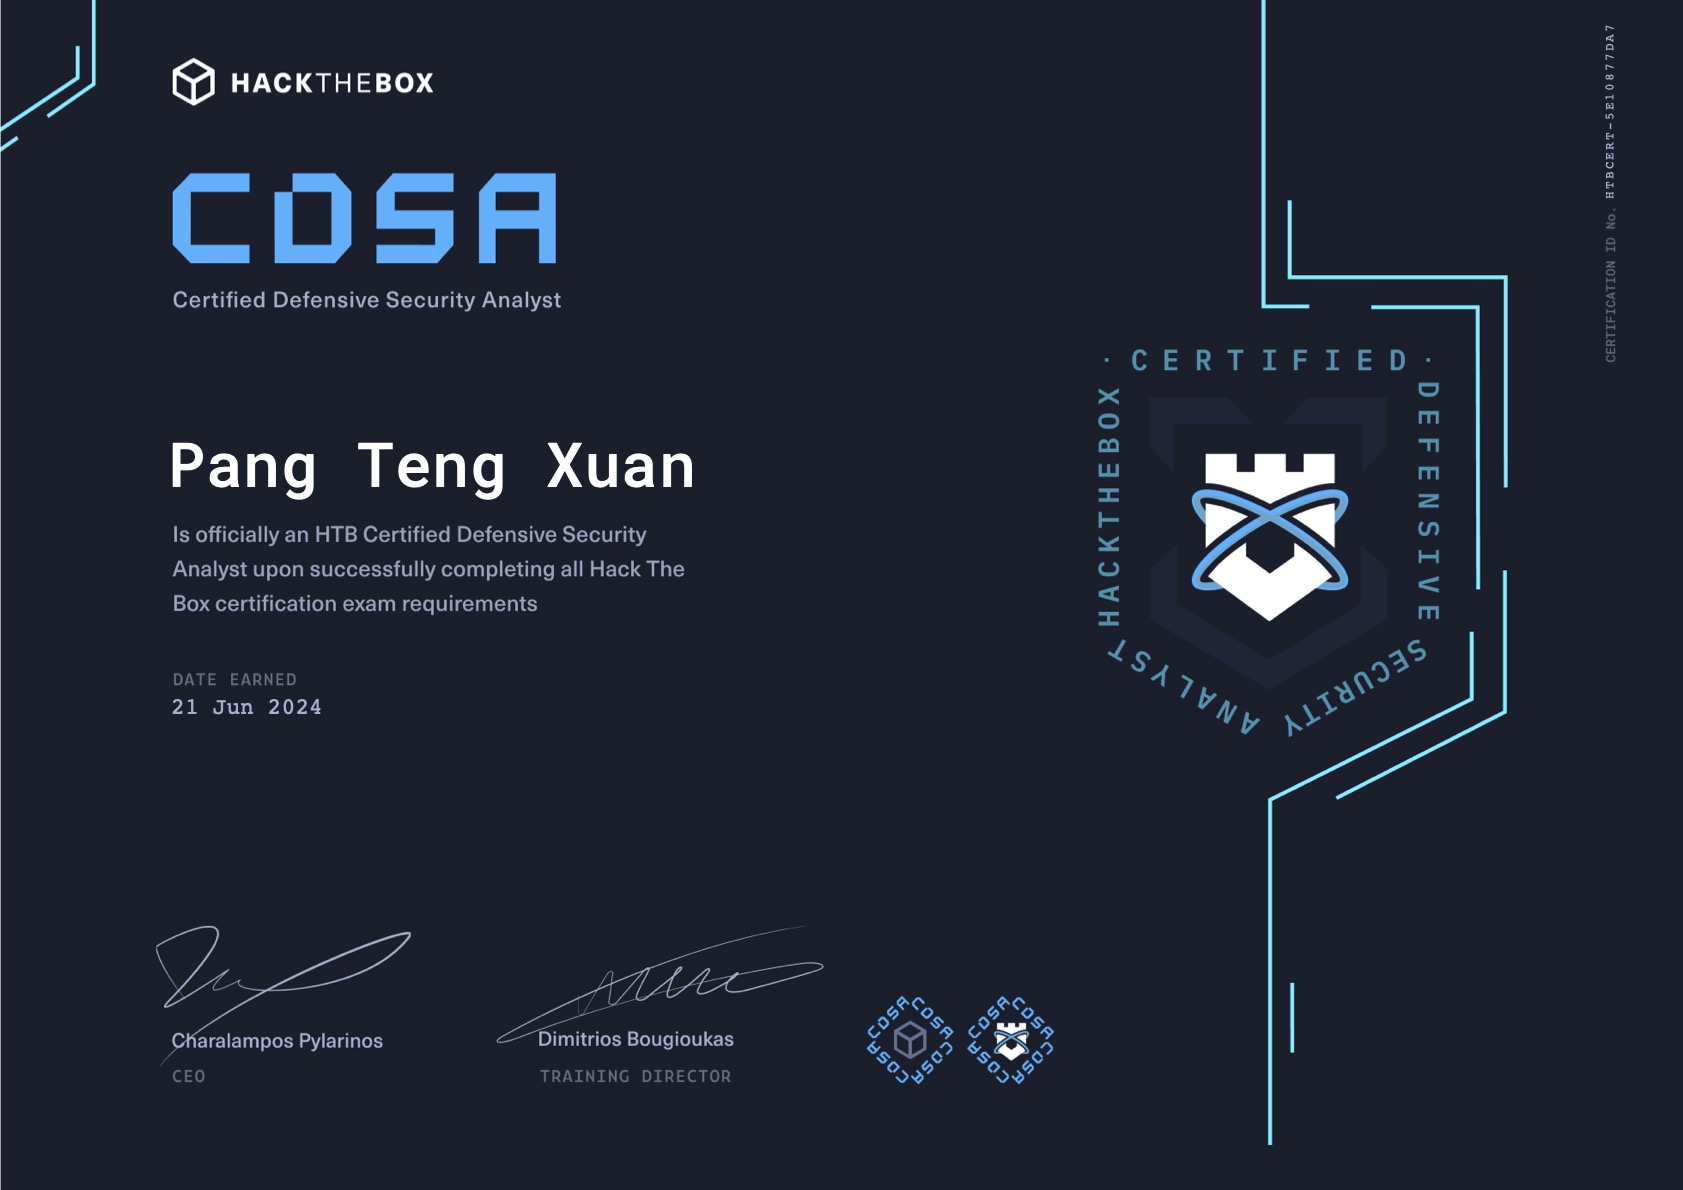 HACKTHEBOX
CDSA
Certified Defensive Security Analyst
Pang Teng Xuan
Is officially an HTB Certified Defensive Security
Analyst upon successfully completing all Hack The
Box certification exam requirements
DATE EARNED
21 Jun 2024
Charalampos Pylarinos
CEO
Dimitrios Bougioukas
TRAINING DIRECTOR
CDSA CDSA CDSA CDSA
CDSA CDSA CDSA CDSA
· CERTIFIED ·
DEFENSIVE
SECURITY
ANALYST
HACKTHEBOX
CERTIFICATION ID No. HTBCERT-5E10877DA7